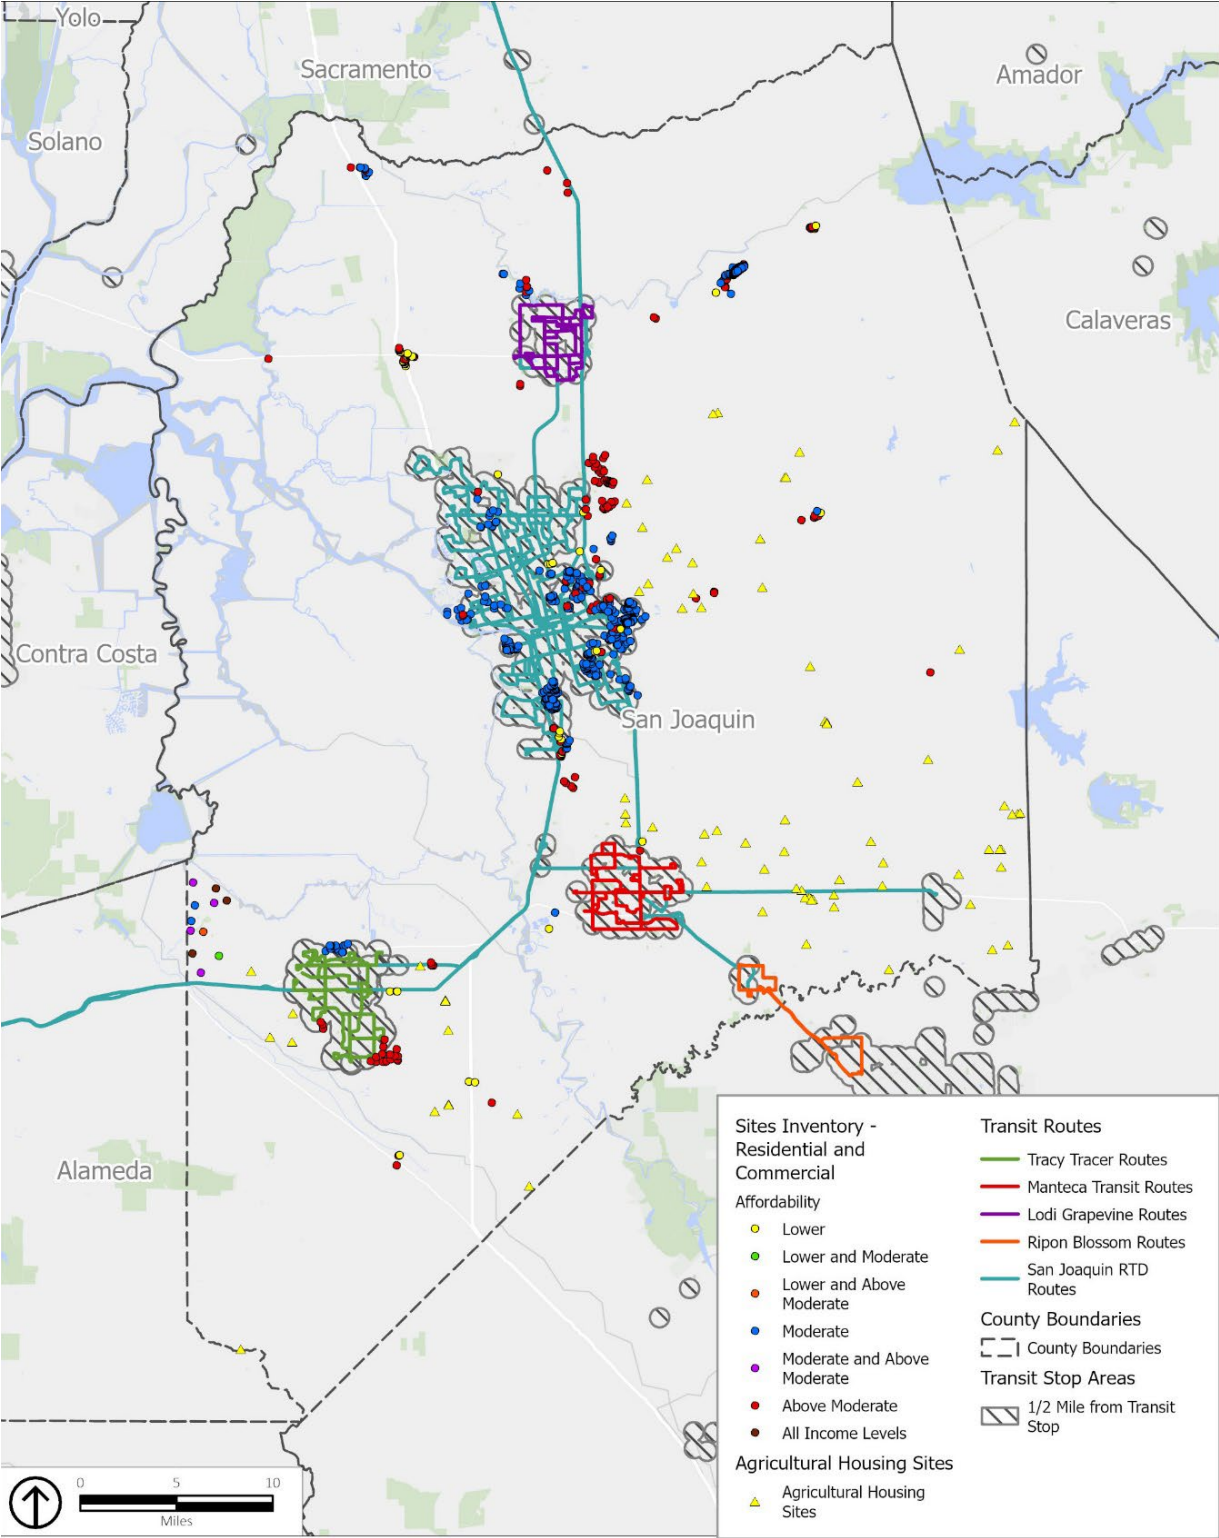 Yolo
Sacramento
Amador
Solano
Calaveras
Contra Costa
San Joaquin
Alameda
Sites Inventory -
Residential and
Commercial
Affordability
Lower
Lower and Moderate
Lower and Above
Moderate
Moderate
Moderate and Above
Moderate
Above Moderate
All Income Levels
Agricultural Housing Sites
Agricultural Housing
Sites
Transit Routes
Tracy Tracer Routes
Manteca Transit Routes
Lodi Grapevine Routes
Ripon Blossom Routes
San Joaquin RTD
Routes
County Boundaries
County Boundaries
Transit Stop Areas
1/2 Mile from Transit
Stop
0 5 10
Miles